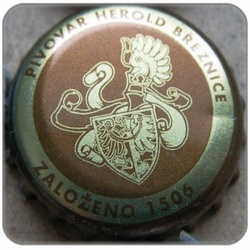 PIVOVAR HEROLD BŘEZNICE
ZALOŽENO 1506